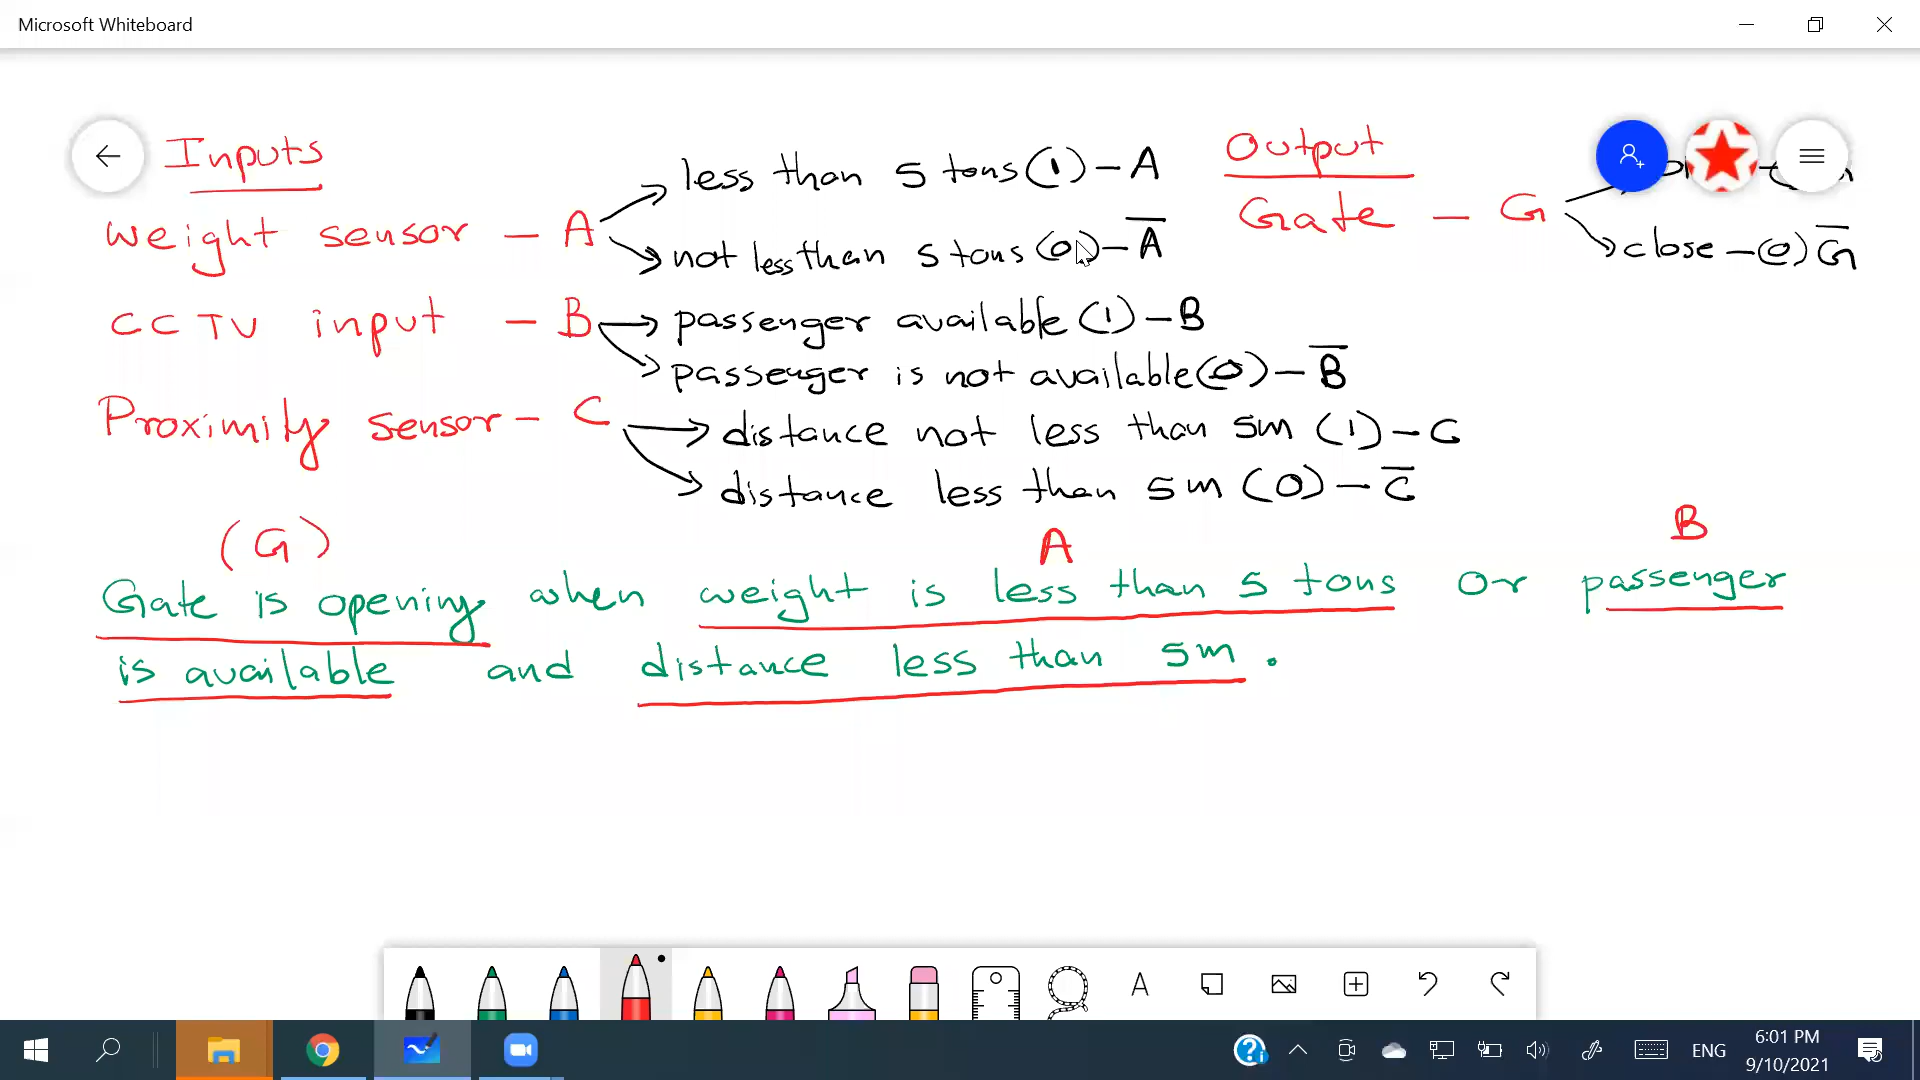 Microsoft Whiteboard
Inputs
Weight sensor - A
less than 5 tons (1) - A
not less than 5 tons (0) - A̅
CCTV input - B
passenger available (1) - B
passenger is not available (0) - B̅
Proximity sensor - C
distance not less than 5m (1) - C
distance less than 5m (0) - C̅
Output
Gate - G
close - (0) G̅
(G) A B
Gate is opening when weight is less than 5 tons or passenger
is available and distance less than 5m.
A
ENG
6:01 PM
9/10/2021